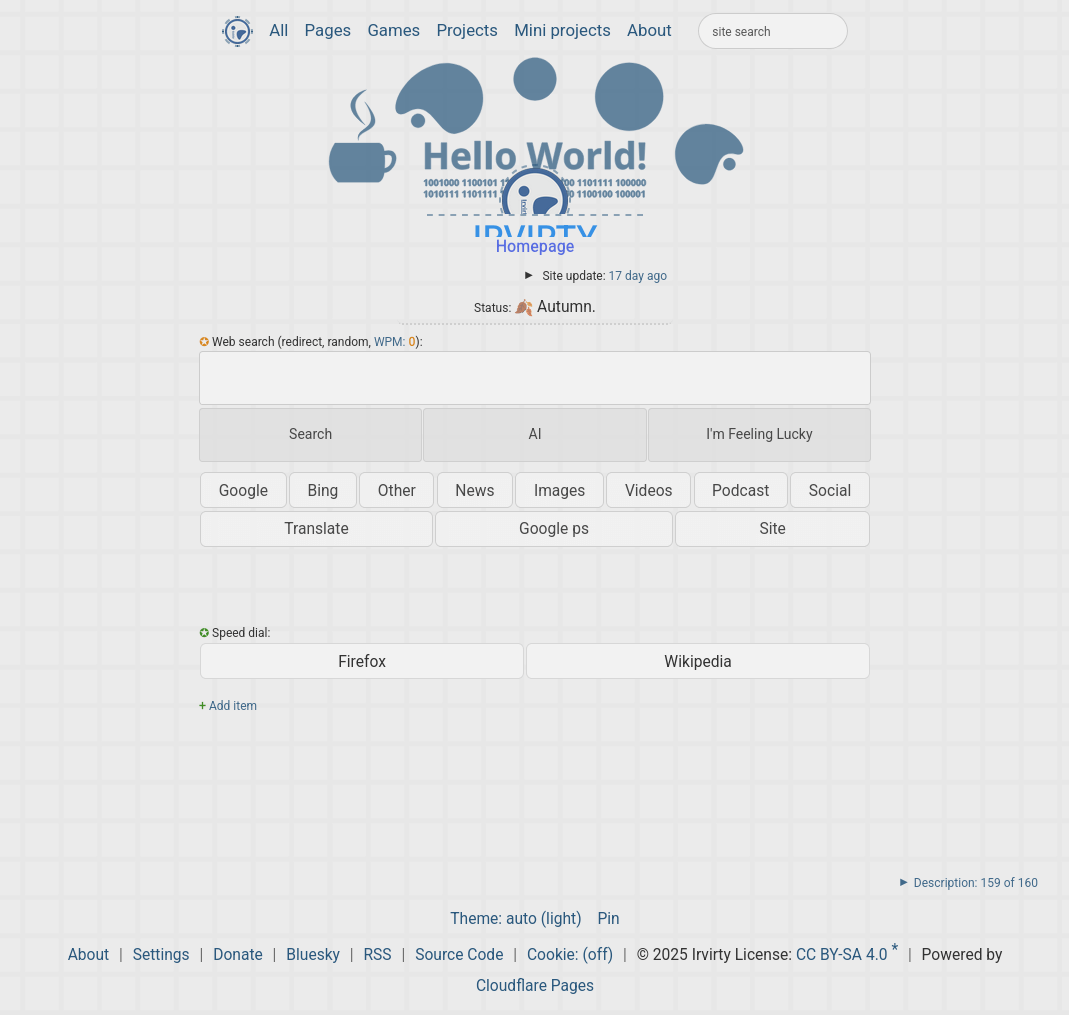 All Pages Games Projects Mini projects About site search
Hello World!
1001000 1100101 1101111 100000
1010111 1101111 1100100 100001
IRVIRTY
Homepage
► Site update: 17 day ago
Status: 🍂 Autumn.
✪ Web search (redirect, random, WPM: 0):
Search AI I'm Feeling Lucky
Google Bing Other News Images Videos Podcast Social
Translate Google ps Site
✪ Speed dial:
Firefox Wikipedia
+ Add item
► Description: 159 of 160
Theme: auto (light) Pin
About | Settings | Donate | Bluesky | RSS | Source Code | Cookie: (off) | © 2025 Irvirty License: CC BY-SA 4.0 * | Powered by
Cloudflare Pages